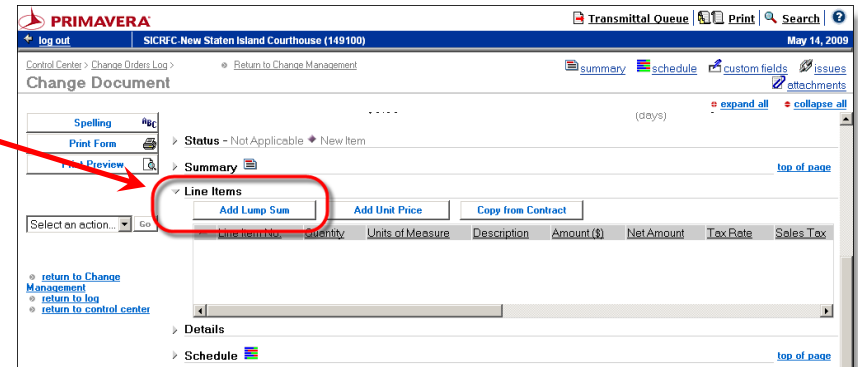 PRIMAVERA
Transmittal Queue Print Search ?
log out SICRFC-New Staten Island Courthouse (149100) May 14, 2009
Control Center > Change Orders Log > Return to Change Management
summary schedule custom fields issues
Change Document
attachments
expand all collapse all
(days)
Spelling ABC
Print Form
Status - Not Applicable New Item
Print Preview
Summary top of page
Line Items
Add Lump Sum Add Unit Price Copy from Contract
Select an action... Go
Line Item No. Quantity Units of Measure Description Amount ($) Net Amount Tax Rate Sales Tax
return to Change
Management
return to log
return to control center
Details
Schedule top of page